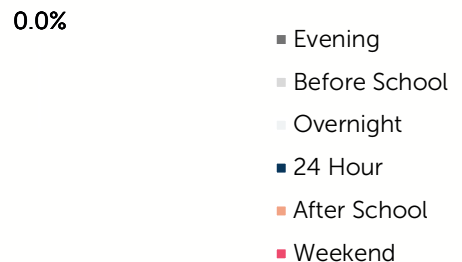 0.0%
Evening
Before School
Overnight
24 Hour
After School
Weekend